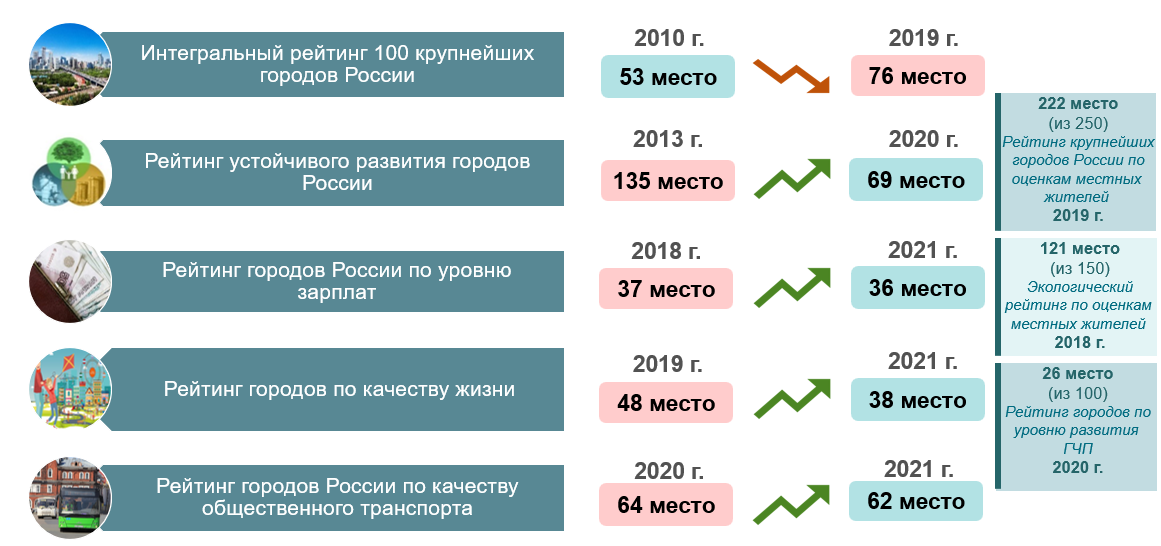 Интегральный рейтинг 100 крупнейших
городов России
2010 г.
53 место
2019 г.
76 место
Рейтинг устойчивого развития городов
России
2013 г.
135 место
2020 г.
69 место
Рейтинг городов России по уровню
зарплат
2018 г.
37 место
2021 г.
36 место
Рейтинг городов по качеству жизни
2019 г.
48 место
2021 г.
38 место
Рейтинг городов России по качеству
общественного транспорта
2020 г.
64 место
2021 г.
62 место
222 место
(из 250)
Рейтинг крупнейших
городов России по
оценкам местных
жителей
2019 г.
121 место
(из 150)
Экологический
рейтинг по оценкам
местных жителей
2018 г.
26 место
(из 100)
Рейтинг городов по
уровню развития
ГЧП
2020 г.